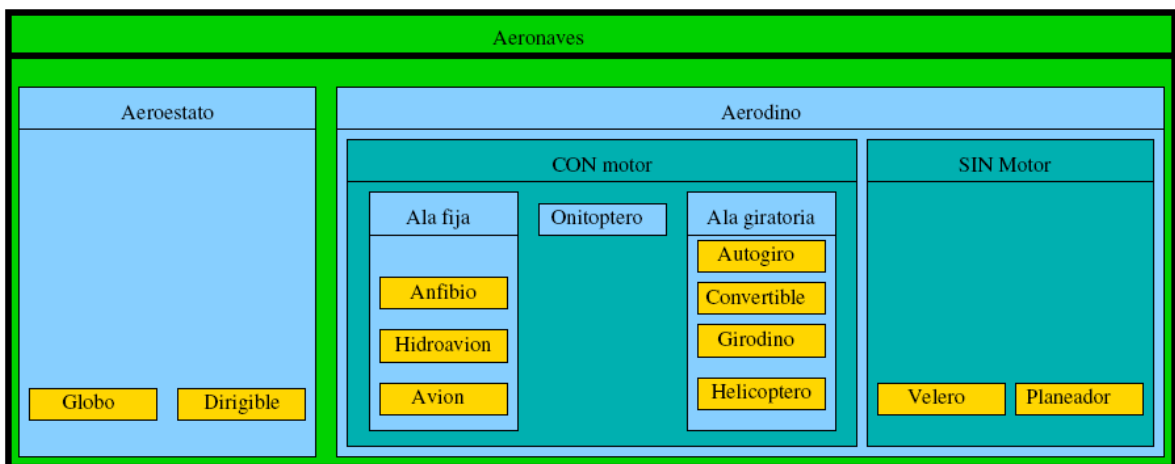 Aeronaves
Aeroestato
Globo
Dirigible
Aerodino
CON motor
Ala fija
Anfibio
Hidroavion
Avion
Onitoptero
Ala giratoria
Autogiro
Convertible
Girodino
Helicoptero
SIN Motor
Velero
Planeador